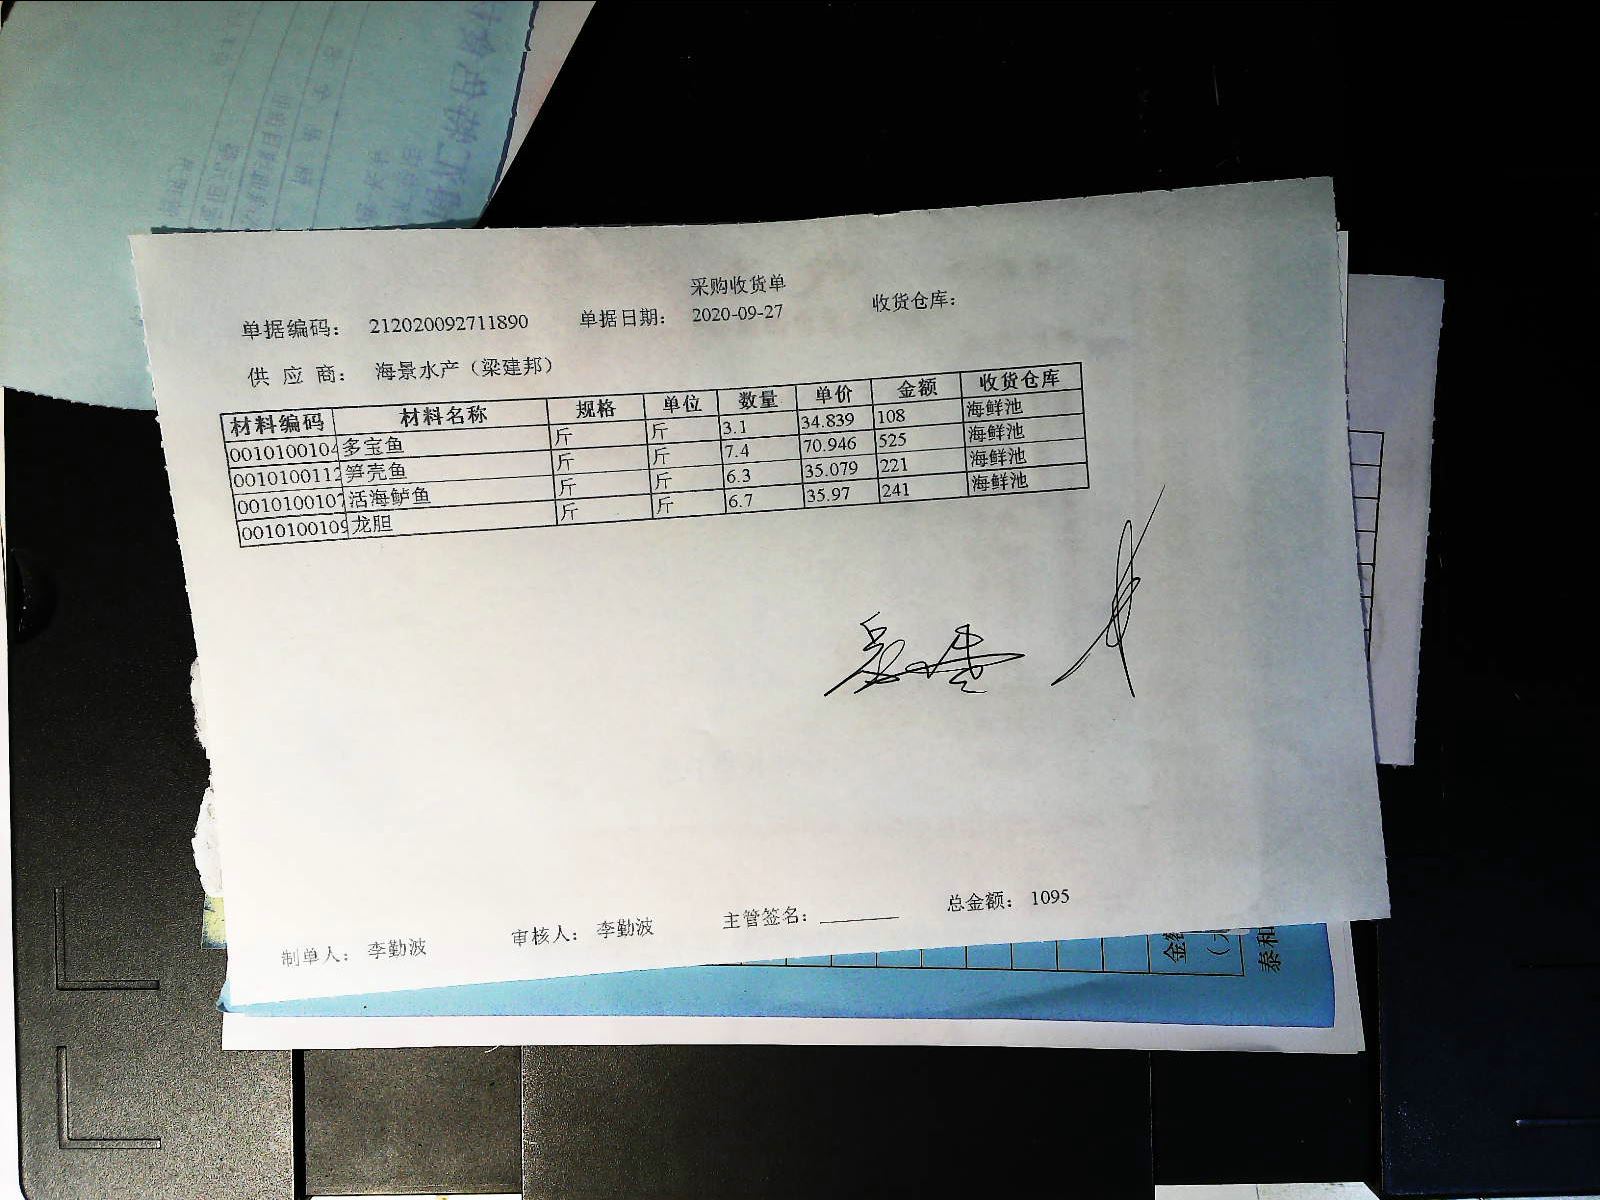 采购收货单
单据编码： 212020092711890 单据日期： 2020-09-27 收货仓库：
供 应 商： 海景水产（梁建邦）
材料编码 材料名称 规格 单位 数量 单价 金额 收货仓库
0010100104 多宝鱼 斤 斤 3.1 34.839 108 海鲜池
0010100112 笋壳鱼 斤 斤 7.4 70.946 525 海鲜池
0010100107 活海鲈鱼 斤 斤 6.3 35.079 221 海鲜池
0010100109 龙胆 斤 斤 6.7 35.97 241 海鲜池
制单人： 李勤波 审核人： 李勤波 主管签名： 总金额： 1095
金额
泰和